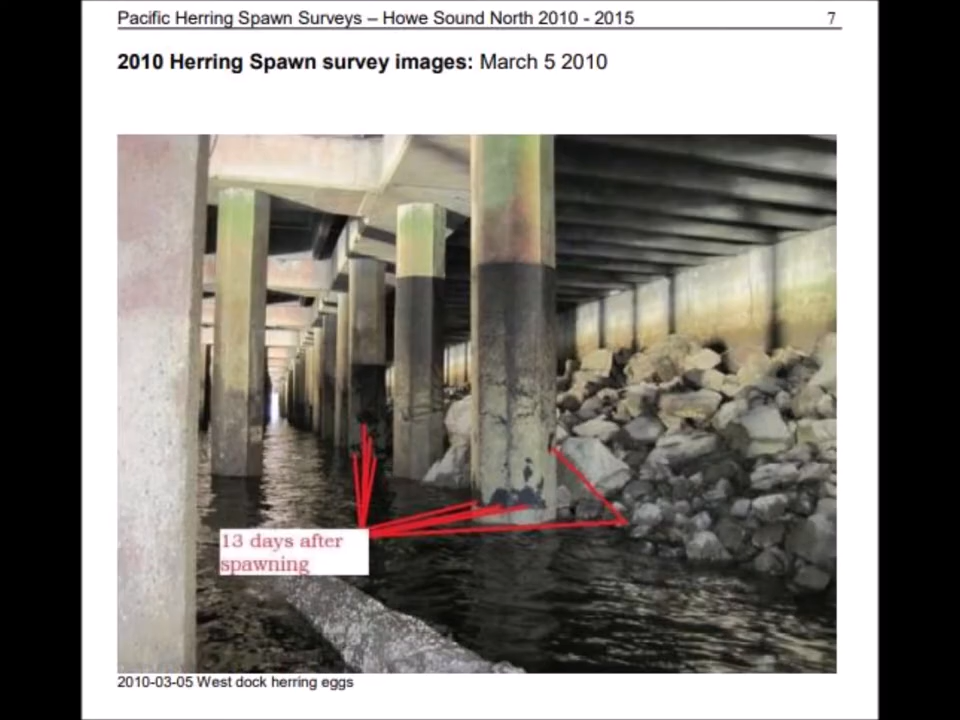 Pacific Herring Spawn Surveys – Howe Sound North 2010 - 2015 7
2010 Herring Spawn survey images: March 5 2010
13 days after
spawning
2010-03-05 West dock herring eggs